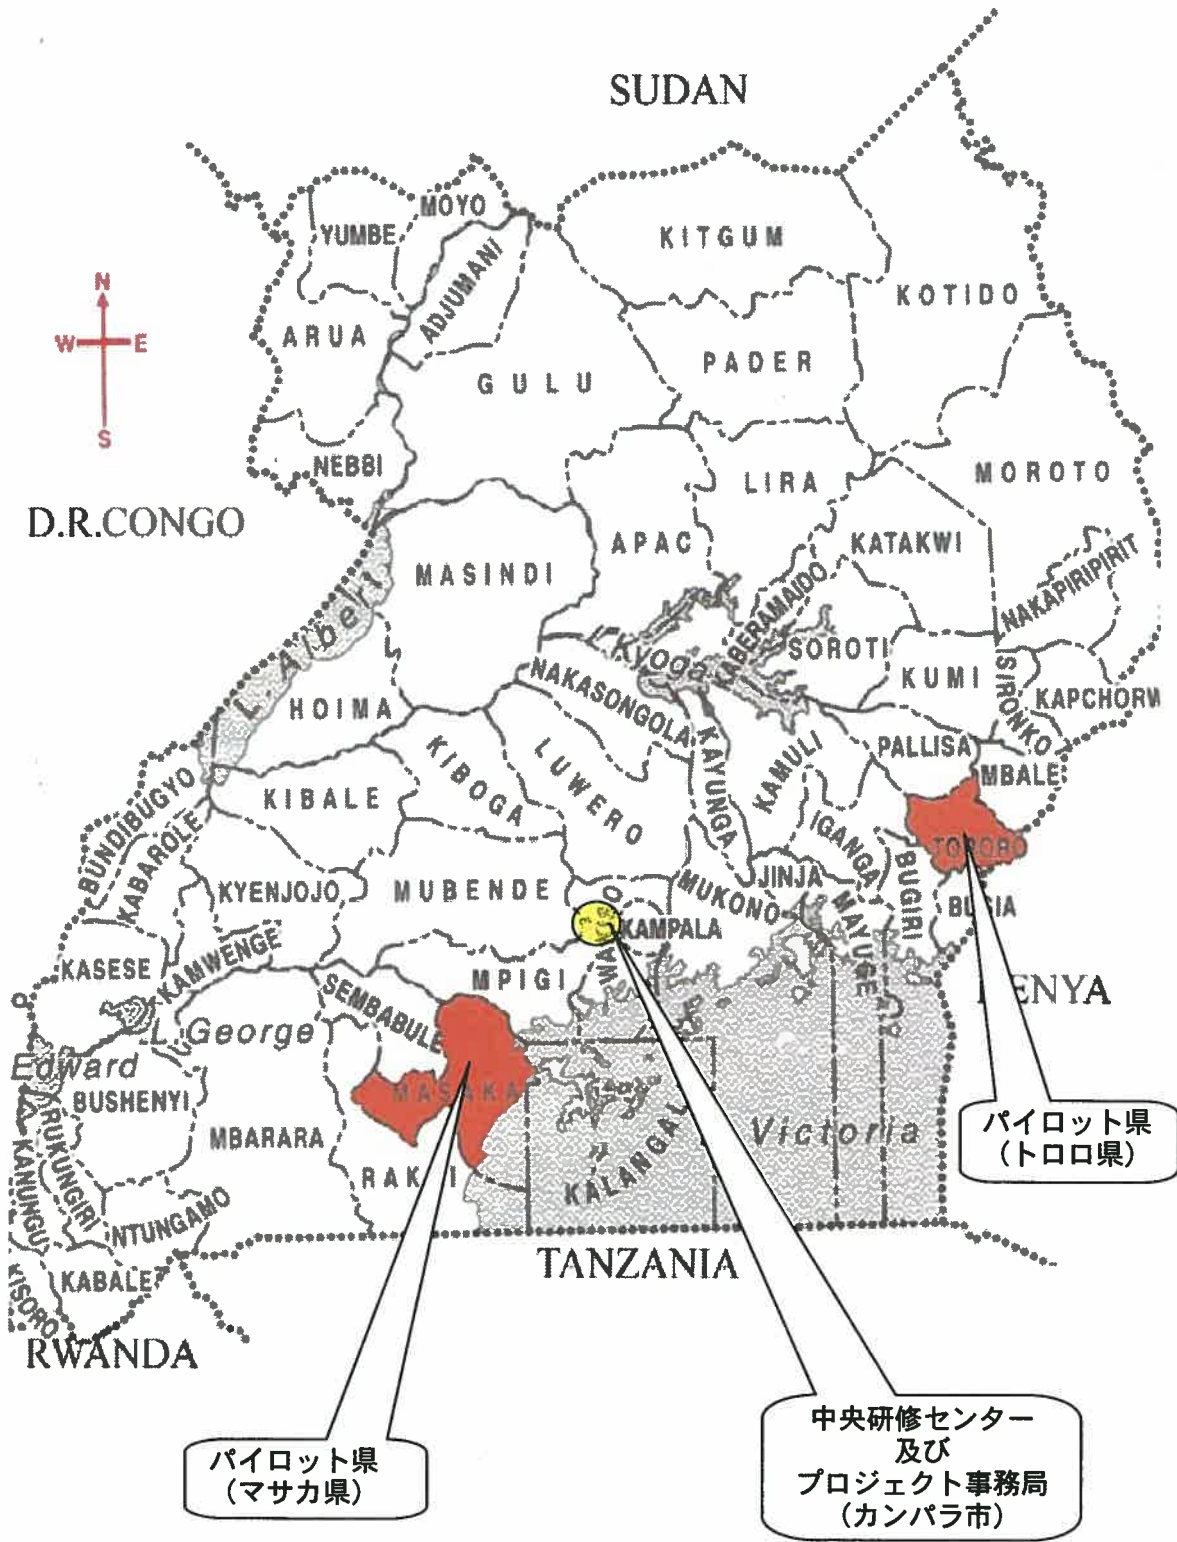 SUDAN
MOYO
YUMBE
KITGUM
ADJUMANI
KOTIDO
N
W E
S
ARUA
PADER
GULU
NEBBI
LIRA
MOROTO
D.R.CONGO
APAC
KATAKWI
MASINDI
NAKAPIRIPIRIT
L. Albert
KABERAMAIDO
L. Kyoga
SOROTI
KUMI
SIRONKO
KAPCHORW
NAKASONGOLA
HOIMA
KIBOGA
LUWERO
KAYUNGA
KAMULI
PALLISA
MBALE
BUNDIBUGYO
KIBALE
KABAROLE
IGANGA
TORORO
KYENJOJO
MUBENDE
MUKONO
JINJA
BUGIRI
MAYUGE
BUSIA
KAMPALA
KASESE
KAMWENGE
MPIGI
SEMBABULE
KENYA
L. George
Edward
BUSHENYI
MASAKA
RUKUNGIRI
KANUNGU
MBARARA
KALANGAL
Victoria
パイロット県
（トロロ県）
NTUNGAMO
KABALE
KISORO
TANZANIA
RWANDA
中央研修センター
及び
プロジェクト事務局
（カンパラ市）
パイロット県
（マサカ県）